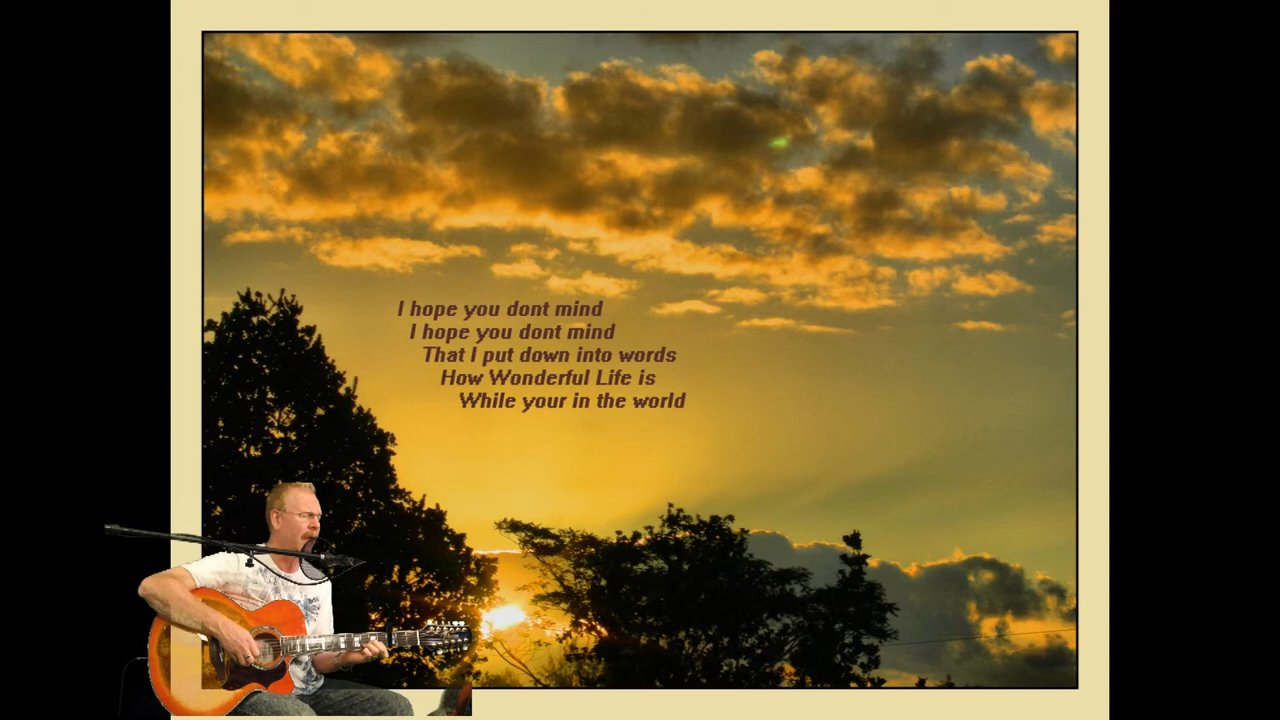 I hope you dont mind
I hope you dont mind
That I put down into words
How Wonderful Life is
While your in the world